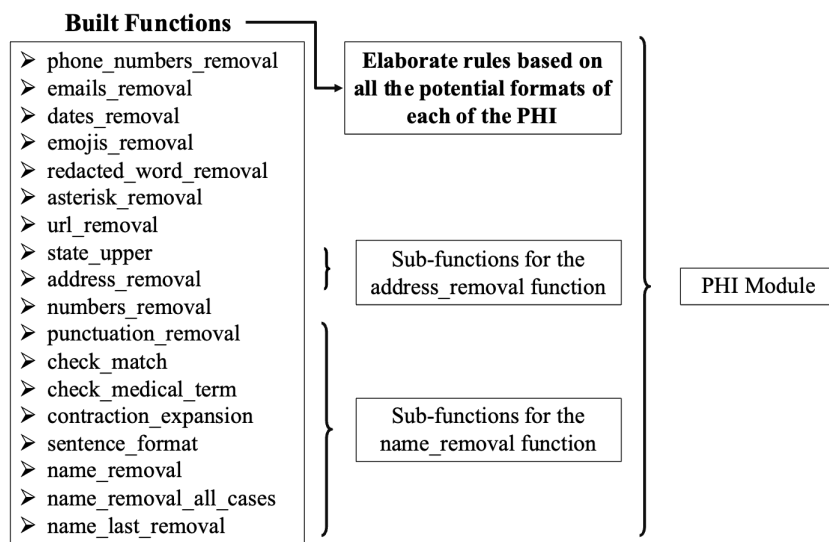 Built Functions
➢ phone_numbers_removal
➢ emails_removal
➢ dates_removal
➢ emojis_removal
➢ redacted_word_removal
➢ asterisk_removal
➢ url_removal
➢ state_upper
➢ address_removal
➢ numbers_removal
➢ punctuation_removal
➢ check_match
➢ check_medical_term
➢ contraction_expansion
➢ sentence_format
➢ name_removal
➢ name_removal_all_cases
➢ name_last_removal
Elaborate rules based on
all the potential formats of
each of the PHI
Sub-functions for the
address_removal function
Sub-functions for the
name_removal function
PHI Module